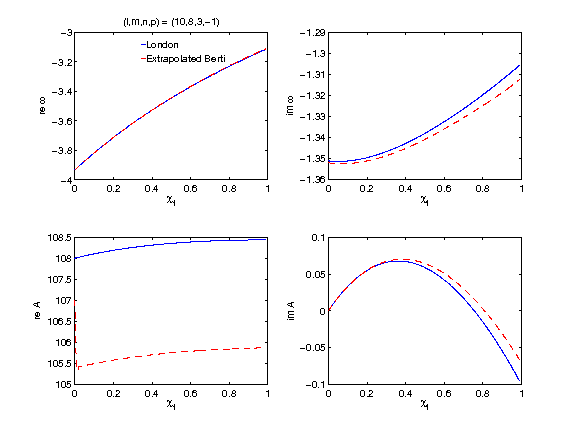 (l,m,n,p) = (10,8,3,−1)
London
Extrapolated Berti
−3
−3.2
−3.4
−3.6
−3.8
−4
re ω
0 0.2 0.4 0.6 0.8 1
χf
−1.29
−1.3
−1.31
−1.32
−1.33
−1.34
−1.35
−1.36
im ω
0 0.2 0.4 0.6 0.8 1
χf
108.5
108
107.5
107
106.5
106
105.5
105
re A
0 0.2 0.4 0.6 0.8 1
χf
0.1
0.05
0
−0.05
−0.1
im A
0 0.2 0.4 0.6 0.8 1
χf